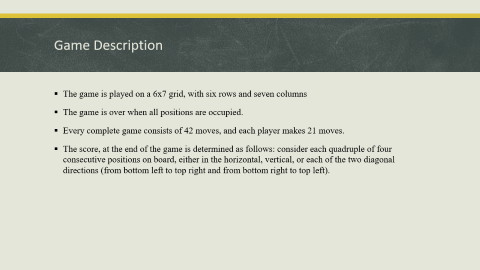 Game Description
▪ The game is played on a 6x7 grid, with six rows and seven columns
▪ The game is over when all positions are occupied.
▪ Every complete game consists of 42 moves, and each player makes 21 moves.
▪ The score, at the end of the game is determined as follows: consider each quadruple of four
consecutive positions on board, either in the horizontal, vertical, or each of the two diagonal
directions (from bottom left to top right and from bottom right to top left).